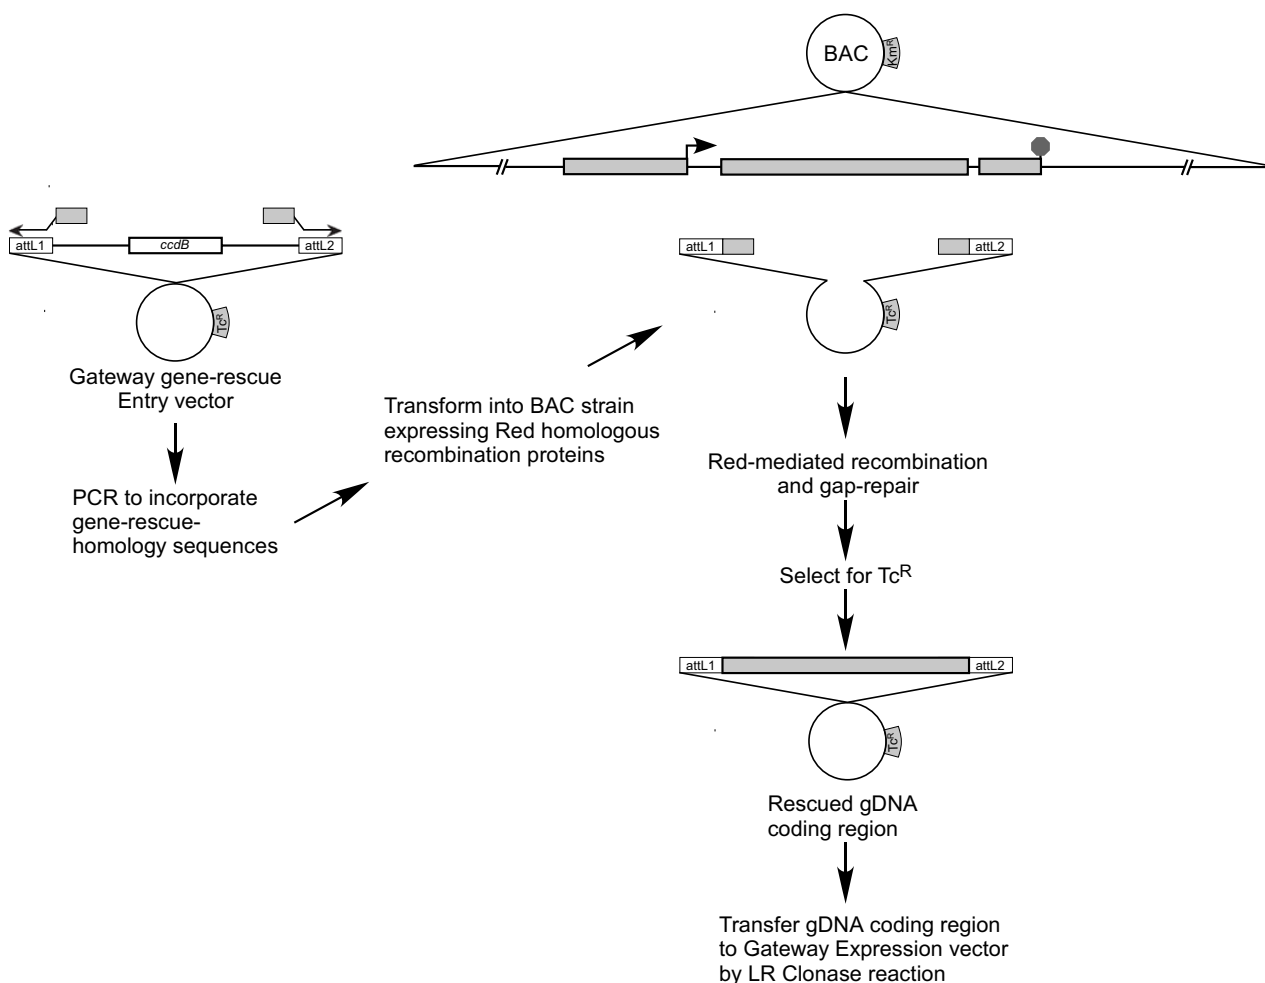 BAC
KmR
attL1
ccdB
attL2
TcR
Gateway gene-rescue
Entry vector
PCR to incorporate
gene-rescue-
homology sequences
Transform into BAC strain
expressing Red homologous
recombination proteins
attL1
attL2
TcR
Red-mediated recombination
and gap-repair
Select for TcR
attL1
attL2
TcR
Rescued gDNA
coding region
Transfer gDNA coding region
to Gateway Expression vector
by LR Clonase reaction